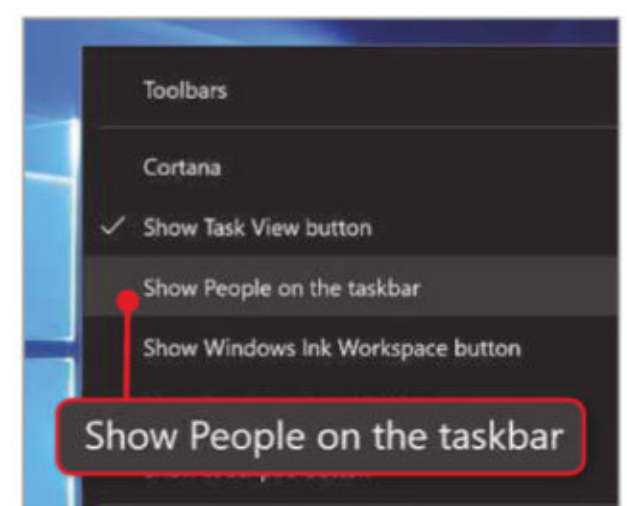 Toolbars
Cortana
Show Task View button
Show People on the taskbar
Show Windows Ink Workspace button
Show People on the taskbar